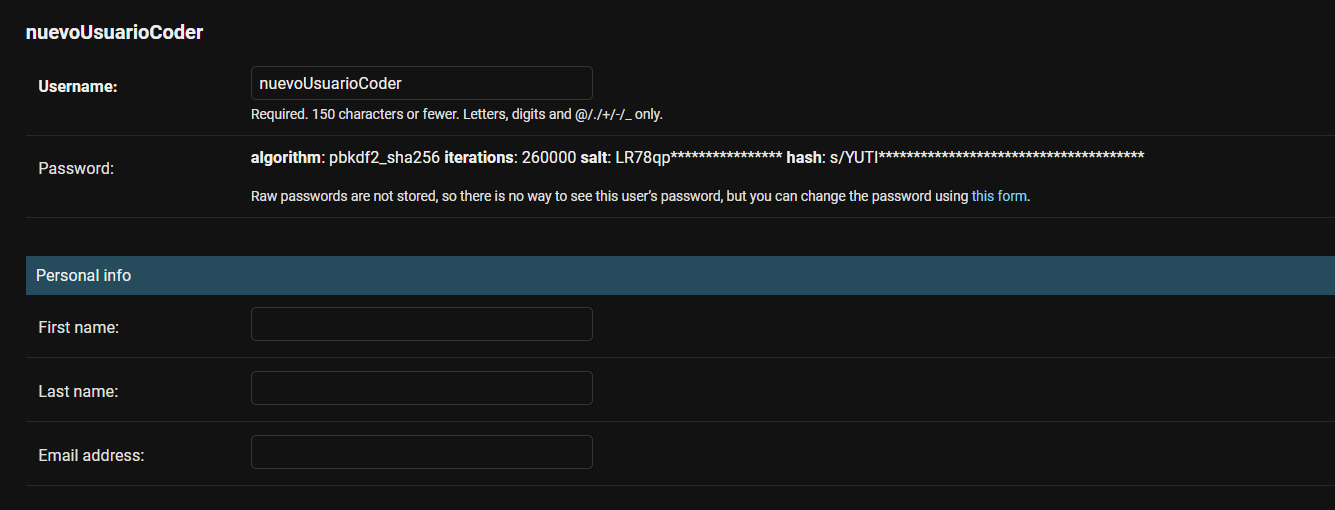 nuevoUsuarioCoder
Username:
nuevoUsuarioCoder
Required. 150 characters or fewer. Letters, digits and @/./+/-/_ only.
Password:
algorithm: pbkdf2_sha256 iterations: 260000 salt: LR78qp**************** hash: s/YUTI**************************************
Raw passwords are not stored, so there is no way to see this user’s password, but you can change the password using this form.
Personal info
First name:
Last name:
Email address: